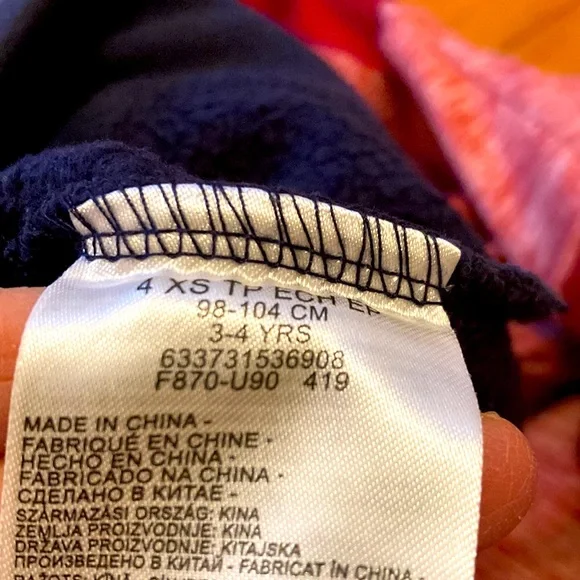 4 XS TP ECH EP
98-104 CM
3-4 YRS
633731536908
F870-U90 419
MADE IN CHINA -
FABRIQUÉ EN CHINE -
HECHO EN CHINA -
FABRICADO NA CHINA -
СДЕЛАНО В КИТАЕ -
SZÁRMAZÁSI ORSZÁG: KÍNA
ZEMLJA PROIZVODNJE: KINA
DRŽAVA PROIZVODNJE: KITAJSKA
ПРОИЗВЕДЕНО В КИТАЙ - FABRICAT ÎN CHINA